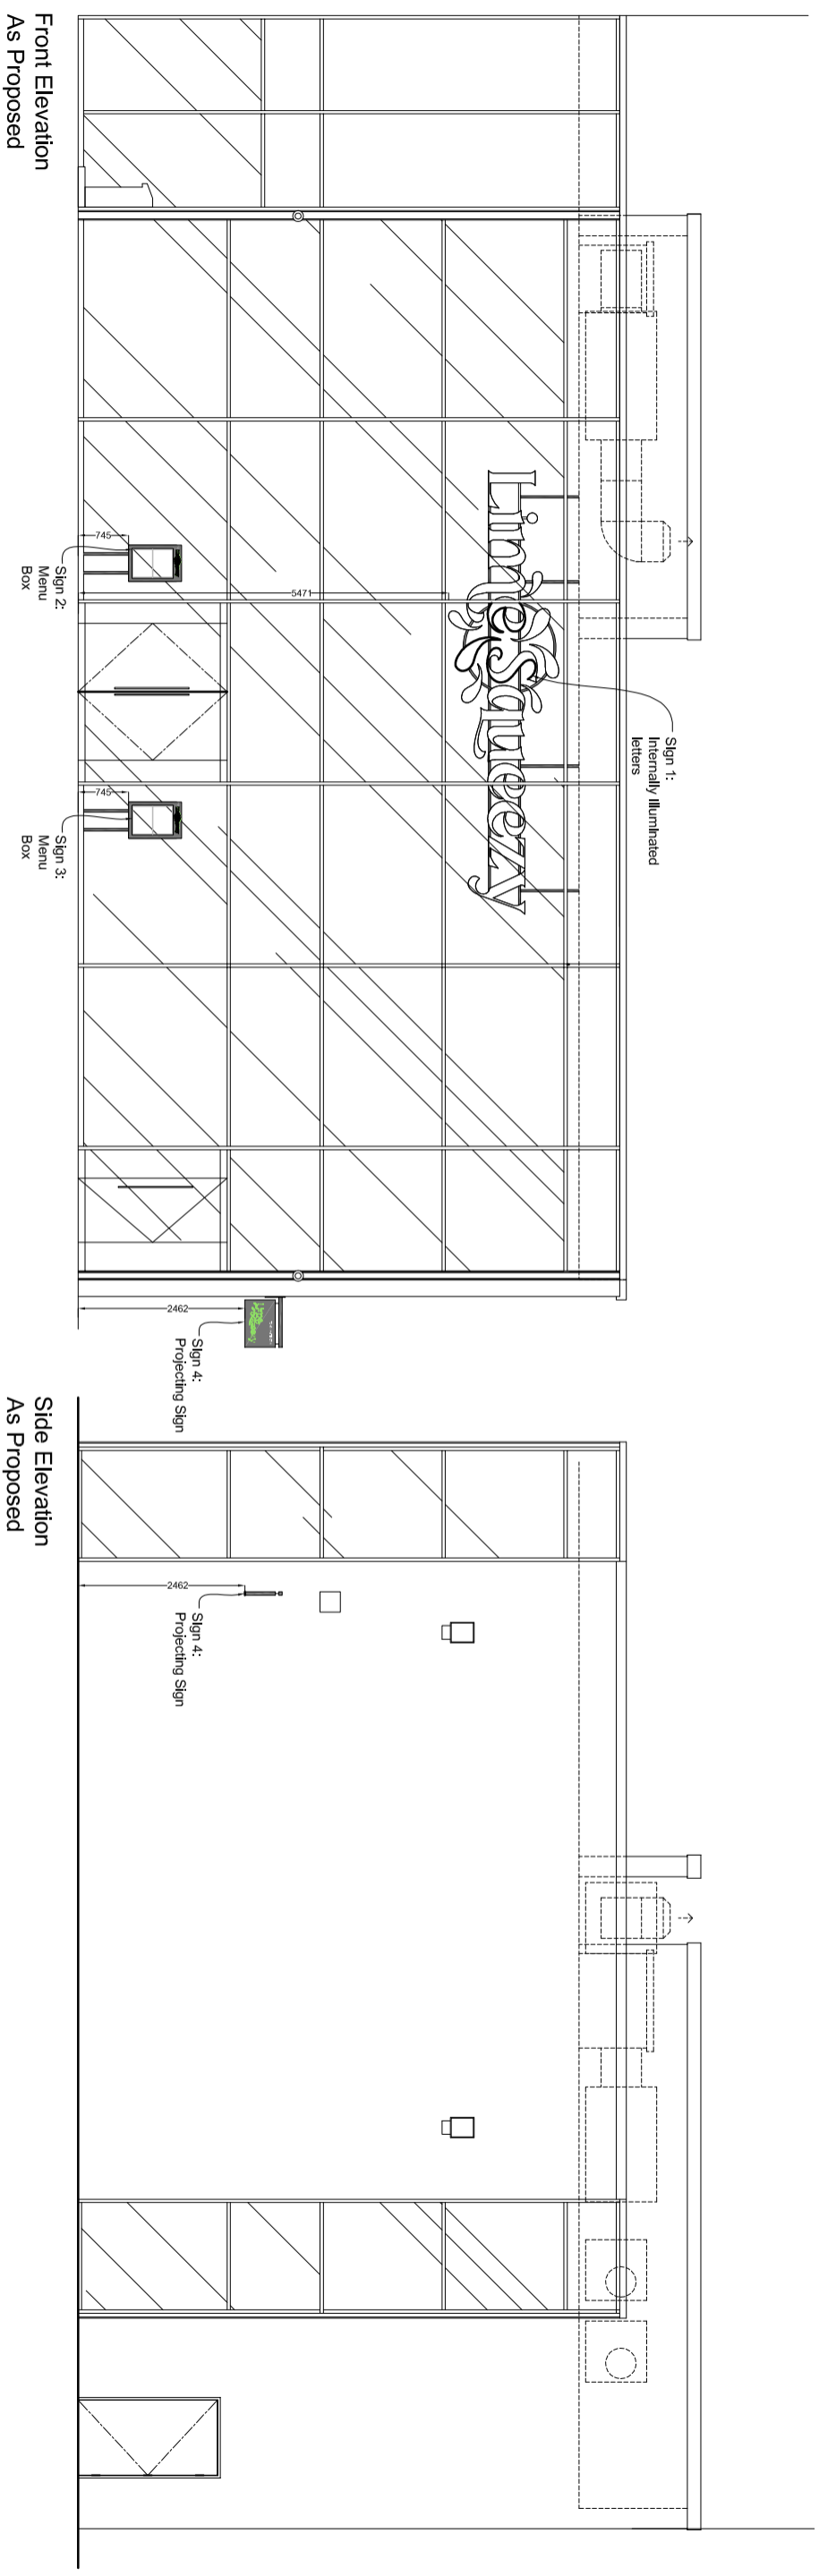 Sign 1:
Internally Illuminated
letters
Limesqueezy
5471
745
Sign 2:
Menu
Box
745
Sign 3:
Menu
Box
2462
Sign 4:
Projecting Sign
Front Elevation
As Proposed
2462
Sign 4:
Projecting Sign
Side Elevation
As Proposed